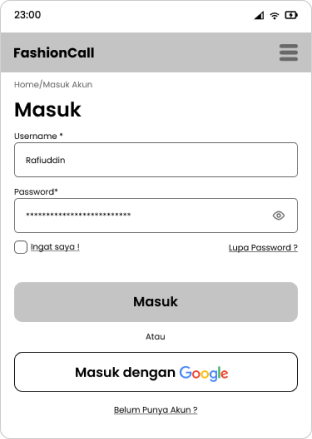 23:00
FashionCall
Home/Masuk Akun
Masuk
Username *
Rafiuddin
Password*
**************************
Ingat saya ! Lupa Password ?
Masuk
Atau
Masuk dengan Google
Belum Punya Akun ?